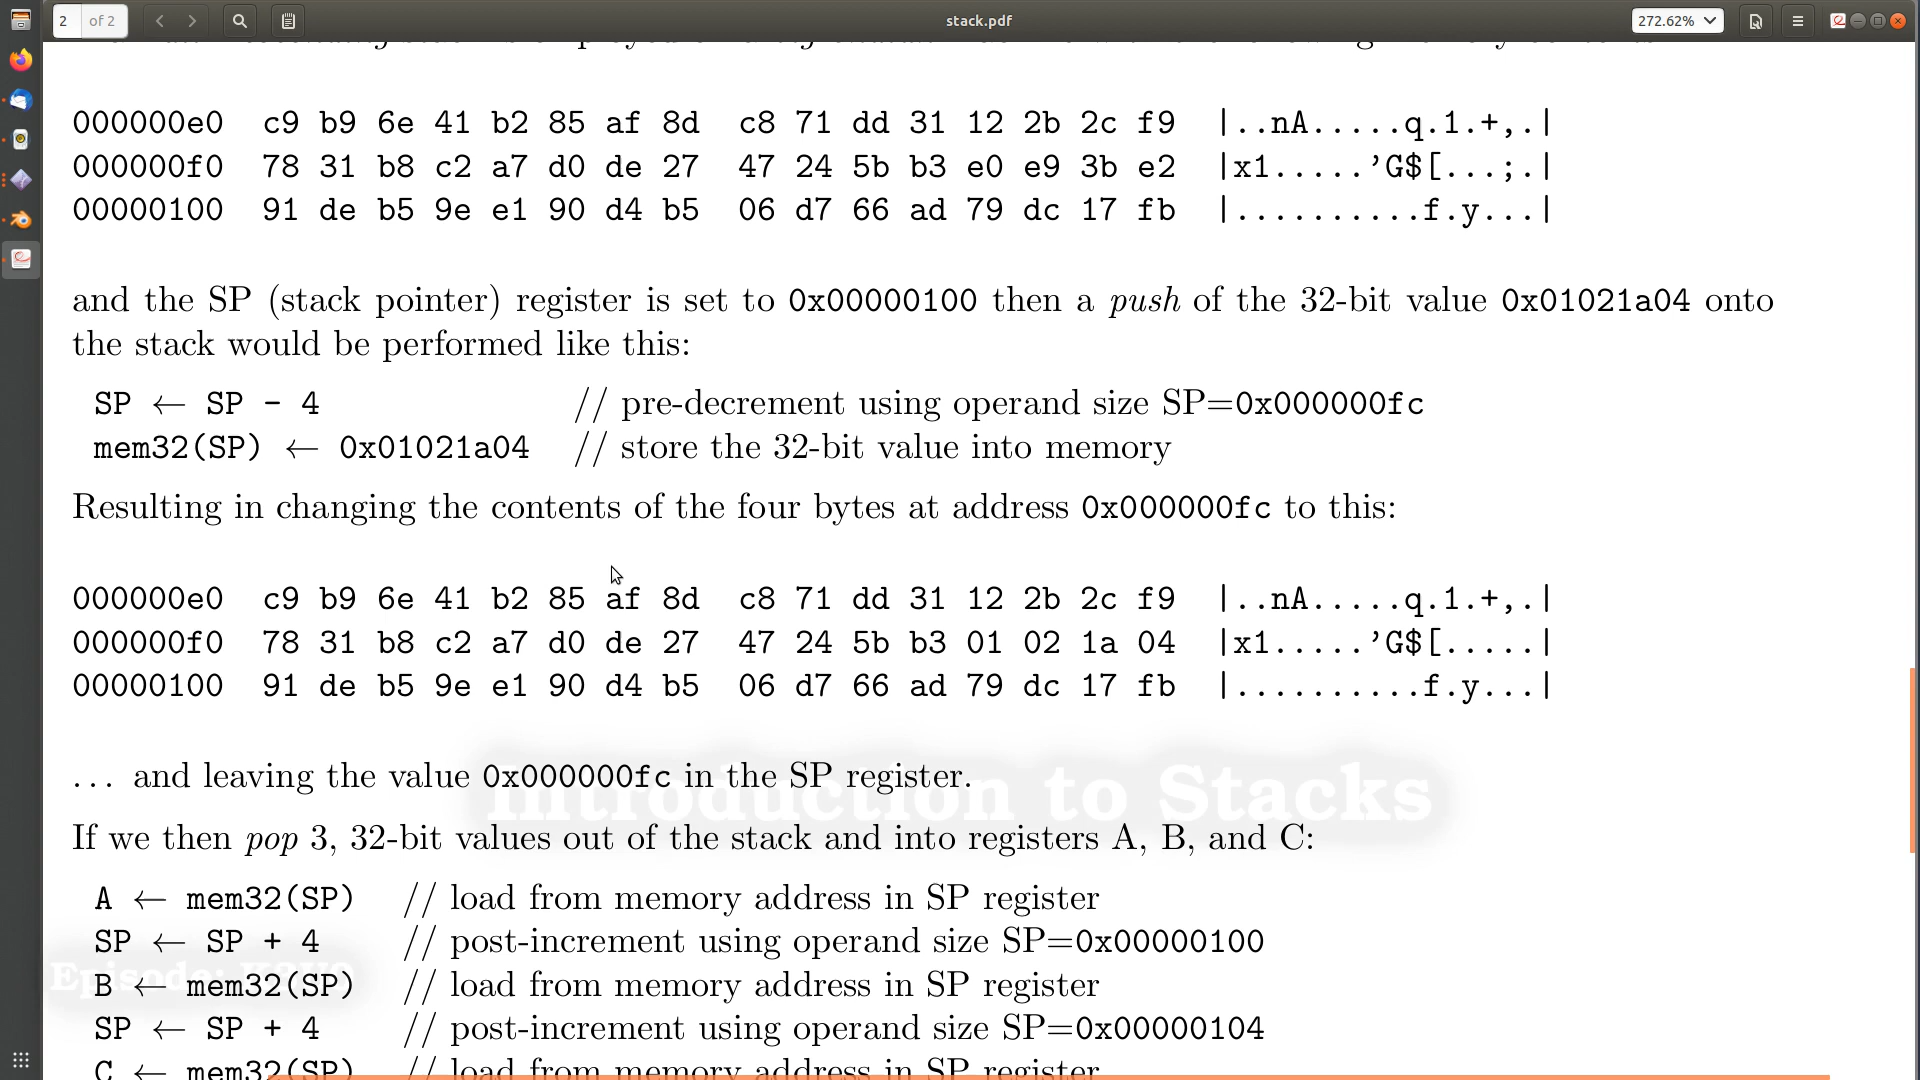 2 of 2
stack.pdf
272.62%
000000e0 c9 b9 6e 41 b2 85 af 8d c8 71 dd 31 12 2b 2c f9 |..nA.....q.1.+,.|
000000f0 78 31 b8 c2 a7 d0 de 27 47 24 5b b3 e0 e9 3b e2 |x1.....’G$[...;.|
00000100 91 de b5 9e e1 90 d4 b5 06 d7 66 ad 79 dc 17 fb |..........f.y...|
and the SP (stack pointer) register is set to 0x00000100 then a push of the 32-bit value 0x01021a04 onto
the stack would be performed like this:
SP ← SP - 4 // pre-decrement using operand size SP=0x000000fc
mem32(SP) ← 0x01021a04 // store the 32-bit value into memory
Resulting in changing the contents of the four bytes at address 0x000000fc to this:
000000e0 c9 b9 6e 41 b2 85 af 8d c8 71 dd 31 12 2b 2c f9 |..nA.....q.1.+,.|
000000f0 78 31 b8 c2 a7 d0 de 27 47 24 5b b3 01 02 1a 04 |x1.....’G$[.....|
00000100 91 de b5 9e e1 90 d4 b5 06 d7 66 ad 79 dc 17 fb |..........f.y...|
... and leaving the value 0x000000fc in the SP register.
Introduction to Stacks
If we then pop 3, 32-bit values out of the stack and into registers A, B, and C:
A ← mem32(SP) // load from memory address in SP register
SP ← SP + 4 // post-increment using operand size SP=0x00000100
Episode:
B ← mem32(SP) // load from memory address in SP register
SP ← SP + 4 // post-increment using operand size SP=0x00000104
C ← mem32(SP) // load from memory address in SP register